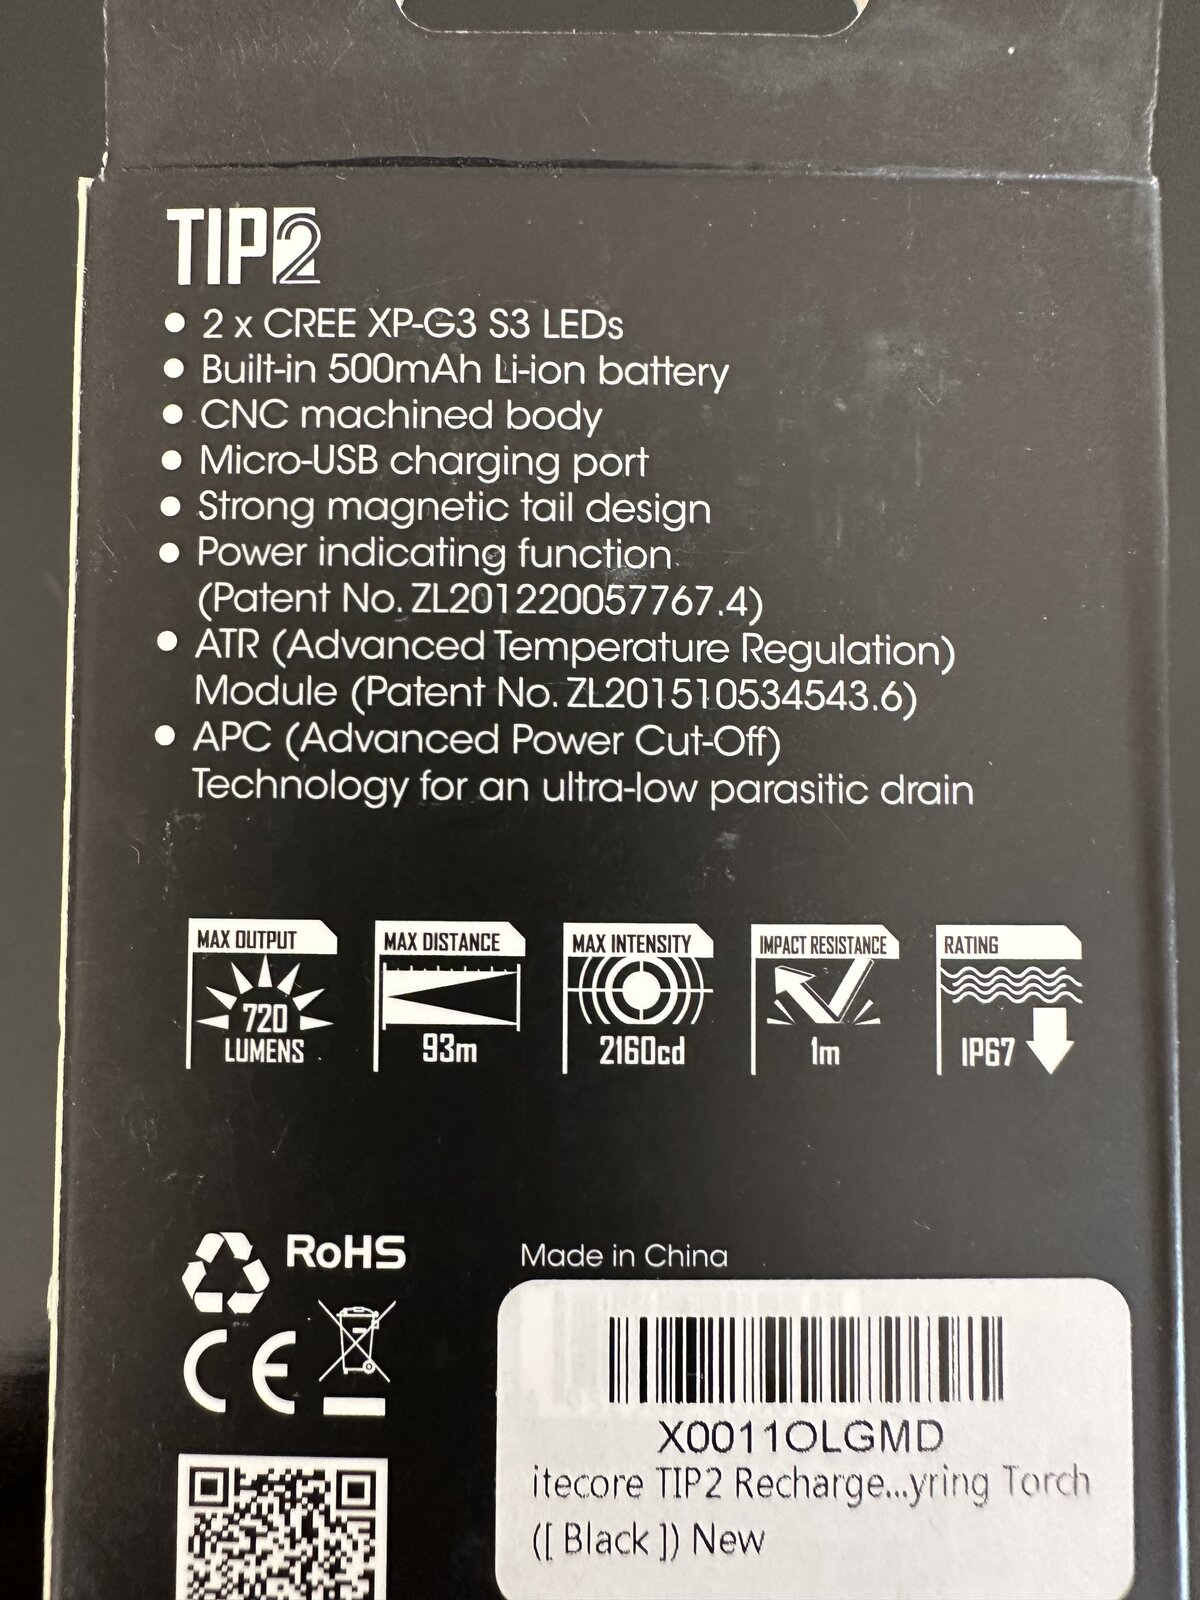 TIP2
• 2 x CREE XP-G3 S3 LEDs
• Built-in 500mAh Li-ion battery
• CNC machined body
• Micro-USB charging port
• Strong magnetic tail design
• Power indicating function
(Patent No. ZL201220057767.4)
• ATR (Advanced Temperature Regulation)
Module (Patent No. ZL201510534543.6)
• APC (Advanced Power Cut-Off)
Technology for an ultra-low parasitic drain
MAX OUTPUT
720
LUMENS
MAX DISTANCE
93m
MAX INTENSITY
2160cd
IMPACT RESISTANCE
1m
RATING
IP67
RoHS
CE
Made in China
X0011OLGMD
itecore TIP2 Recharge...yring Torch
([ Black ]) New